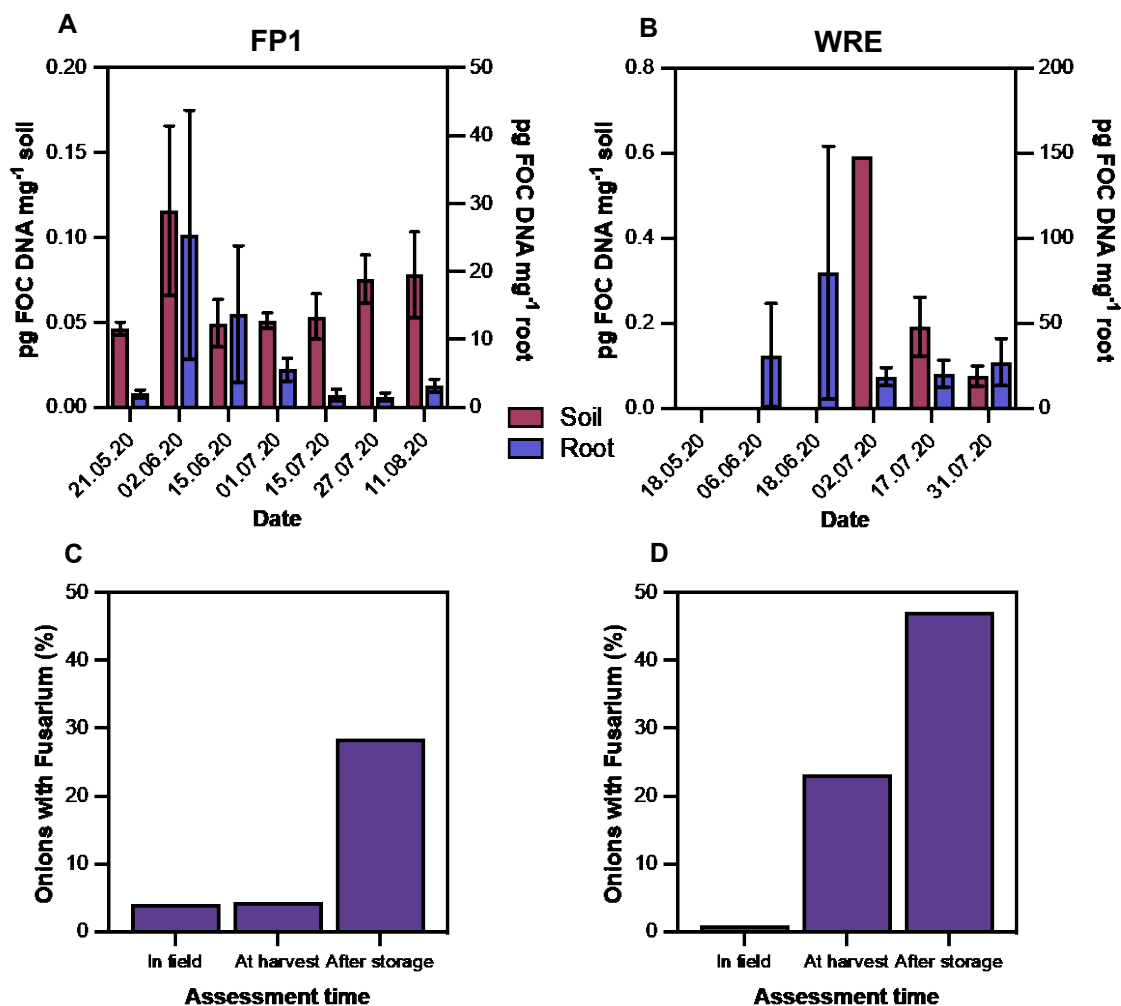 A
FP1
pg FOC DNA mg⁻¹ soil
0.20
0.15
0.10
0.05
0.00
50
40
30
20
10
0
pg FOC DNA mg⁻¹ root
21.05.20
02.06.20
15.06.20
01.07.20
15.07.20
27.07.20
11.08.20
Date
Soil
Root
B
WRE
pg FOC DNA mg⁻¹ soil
0.8
0.6
0.4
0.2
0.0
200
150
100
50
0
pg FOC DNA mg⁻¹ root
18.05.20
06.06.20
18.06.20
02.07.20
17.07.20
31.07.20
Date
C
Onions with Fusarium (%)
50
40
30
20
10
0
In field
At harvest
After storage
Assessment time
D
Onions with Fusarium (%)
50
40
30
20
10
0
In field
At harvest
After storage
Assessment time